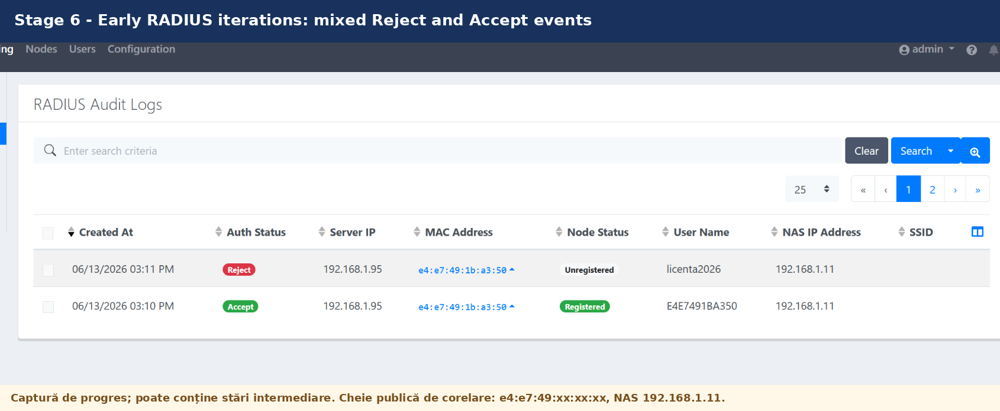 Stage 6 - Early RADIUS iterations: mixed Reject and Accept events
ing Nodes Users Configuration admin
RADIUS Audit Logs
Enter search criteria Clear Search
25 « ‹ 1 2 › »
Created At Auth Status Server IP MAC Address Node Status User Name NAS IP Address SSID
06/13/2026 03:11 PM Reject 192.168.1.95 e4:e7:49:1b:a3:50 Unregistered licenta2026 192.168.1.11
06/13/2026 03:10 PM Accept 192.168.1.95 e4:e7:49:1b:a3:50 Registered E4E7491BA350 192.168.1.11
Captură de progres; poate conține stări intermediare. Cheie publică de corelare: e4:e7:49:xx:xx:xx, NAS 192.168.1.11.